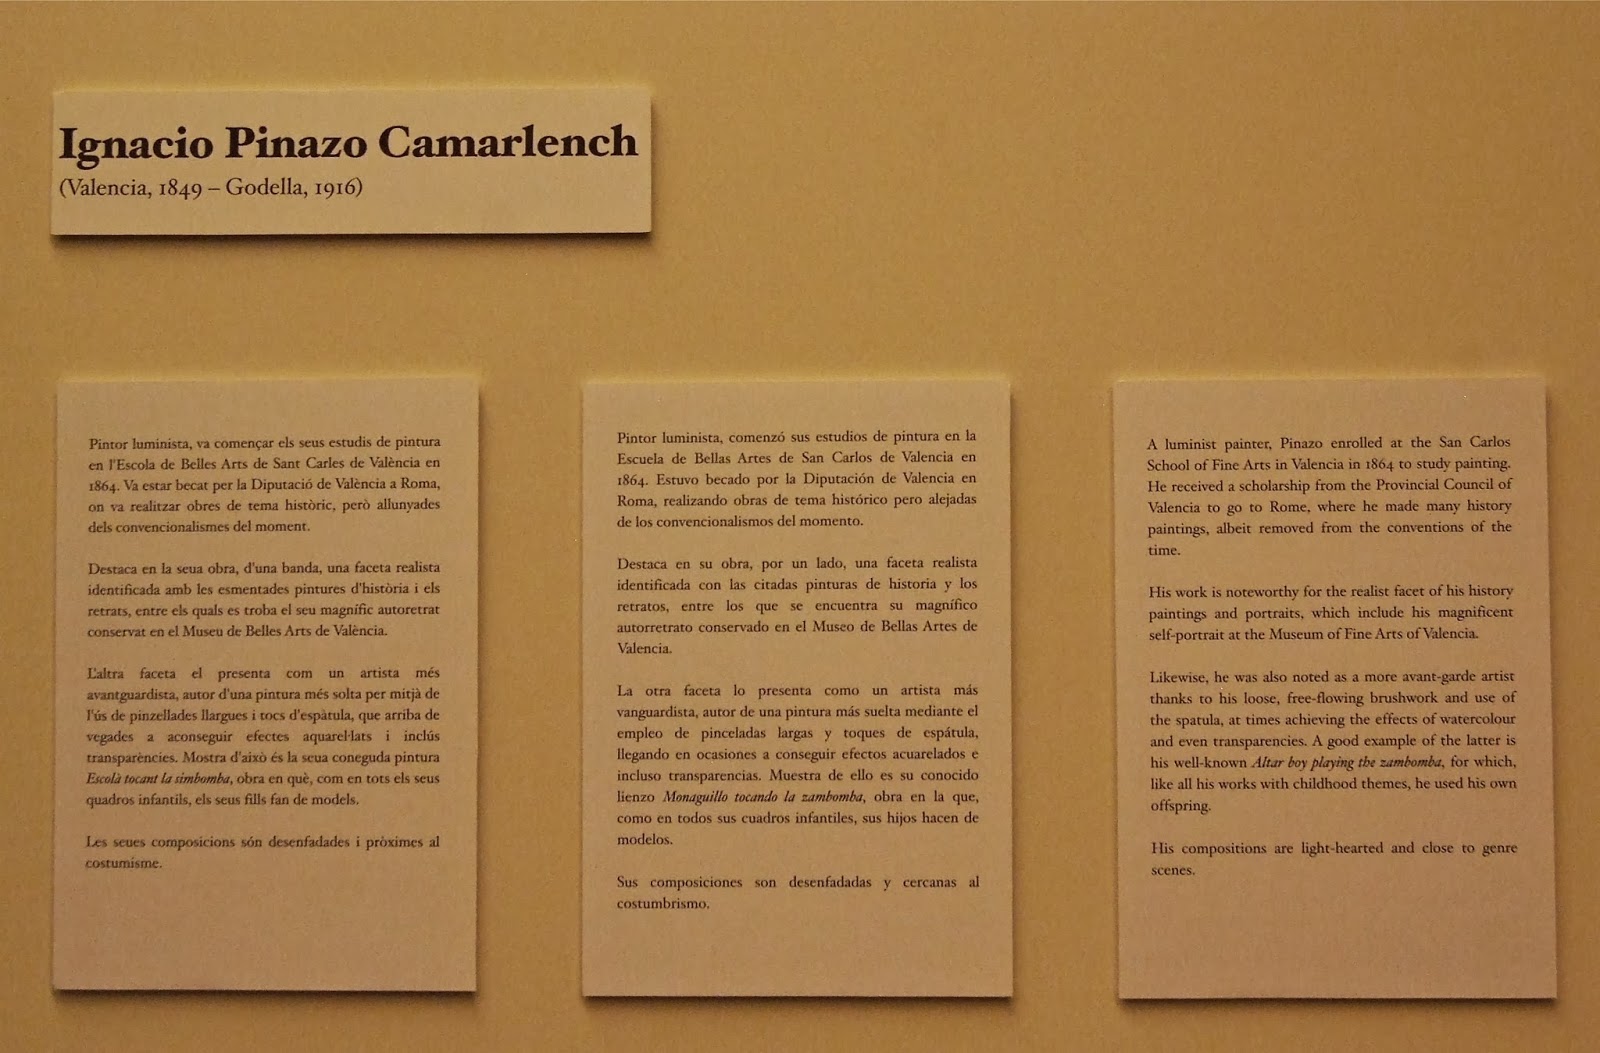 Ignacio Pinazo Camarlench
(Valencia, 1849 – Godella, 1916)
Pintor luminista, va començar els seus estudis de pintura
en l'Escola de Belles Arts de Sant Carles de València en
1864. Va estar becat per la Diputació de València a Roma,
on va realitzar obres de tema històric, però allunyades
dels convencionalismes del moment.
Destaca en la seua obra, d'una banda, una faceta realista
identificada amb les esmentades pintures d'història i els
retrats, entre els quals es troba el seu magnífic autoretrat
conservat en el Museu de Belles Arts de València.
L'altra faceta el presenta com un artista més
avantguardista, autor d'una pintura més solta per mitjà de
l'ús de pinzellades llargues i tocs d'espàtula, que arriba de
vegades a aconseguir efectes aquarel·lats i inclús
transparències. Mostra d'això és la seua coneguda pintura
Escolà tocant la simbomba, obra en què, com en tots els seus
quadros infantils, els seus fills fan de models.
Les seues composicions són desenfadades i pròximes al
costumisme.
Pintor luminista, comenzó sus estudios de pintura en la
Escuela de Bellas Artes de San Carlos de Valencia en
1864. Estuvo becado por la Diputación de Valencia en
Roma, realizando obras de tema histórico pero alejadas
de los convencionalismos del momento.
Destaca en su obra, por un lado, una faceta realista
identificada con las citadas pinturas de historia y los
retratos, entre los que se encuentra su magnífico
autorretrato conservado en el Museo de Bellas Artes de
Valencia.
La otra faceta lo presenta como un artista más
vanguardista, autor de una pintura más suelta mediante el
empleo de pinceladas largas y toques de espátula,
llegando en ocasiones a conseguir efectos acuarelados e
incluso transparencias. Muestra de ello es su conocido
lienzo Monaguillo tocando la zambomba, obra en la que,
como en todos sus cuadros infantiles, sus hijos hacen de
modelos.
Sus composiciones son desenfadadas y cercanas al
costumbrismo.
A luminist painter, Pinazo enrolled at the San Carlos
School of Fine Arts in Valencia in 1864 to study painting.
He received a scholarship from the Provincial Council of
Valencia to go to Rome, where he made many history
paintings, albeit removed from the conventions of the
time.
His work is noteworthy for the realist facet of his history
paintings and portraits, which include his magnificent
self-portrait at the Museum of Fine Arts of Valencia.
Likewise, he was also noted as a more avant-garde artist
thanks to his loose, free-flowing brushwork and use of
the spatula, at times achieving the effects of watercolour
and even transparencies. A good example of the latter is
his well-known Altar boy playing the zambomba, for which,
like all his works with childhood themes, he used his own
offspring.
His compositions are light-hearted and close to genre
scenes.